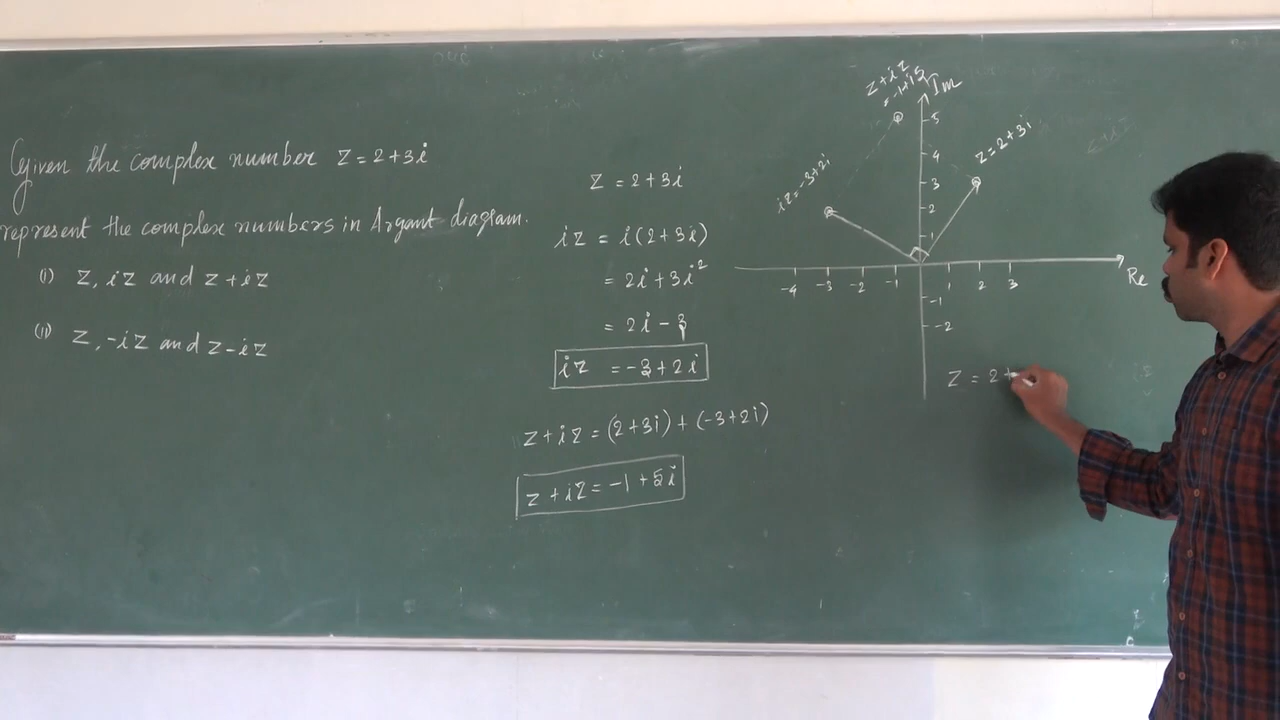 Given the complex number Z = 2+3i
represent the complex numbers in Argant diagram.
(i) Z, iZ and Z+iZ
(ii) Z, -iZ and Z-iZ
Z = 2+3i
iZ = i(2+3i)
= 2i+3i²
= 2i-3
iZ = -3+2i
Z+iZ = (2+3i)+(-3+2i)
Z+iZ = -1+5i
Z+iZ
= -1+i5
Im
5
4
3
2
1
Z=2+3i
iZ=-3+2i
-4 -3 -2 -1 1 2 3
Re
-1
-2
Z = 2+